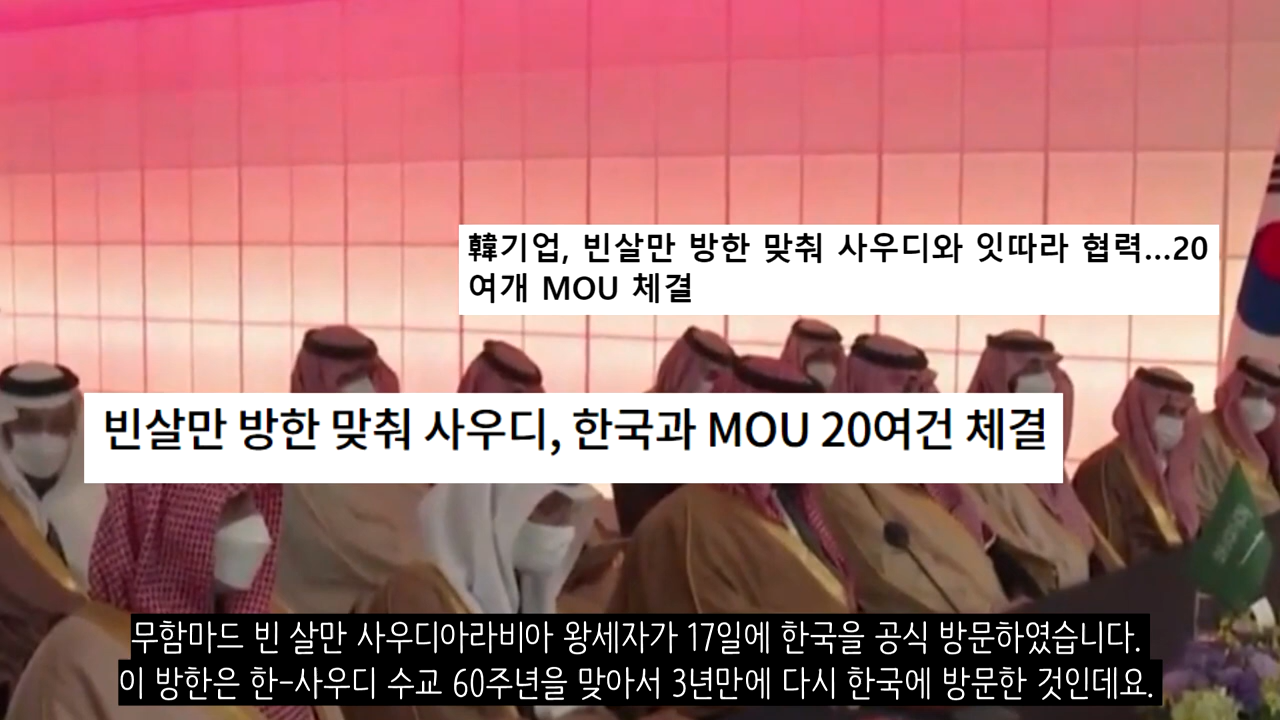 韓기업, 빈살만 방한 맞춰 사우디와 잇따라 협력...20
여개 MOU 체결
빈살만 방한 맞춰 사우디, 한국과 MOU 20여건 체결
무함마드 빈 살만 사우디아라비아 왕세자가 17일에 한국을 공식 방문하였습니다.
이 방한은 한-사우디 수교 60주년을 맞아서 3년만에 다시 한국에 방문한 것인데요.